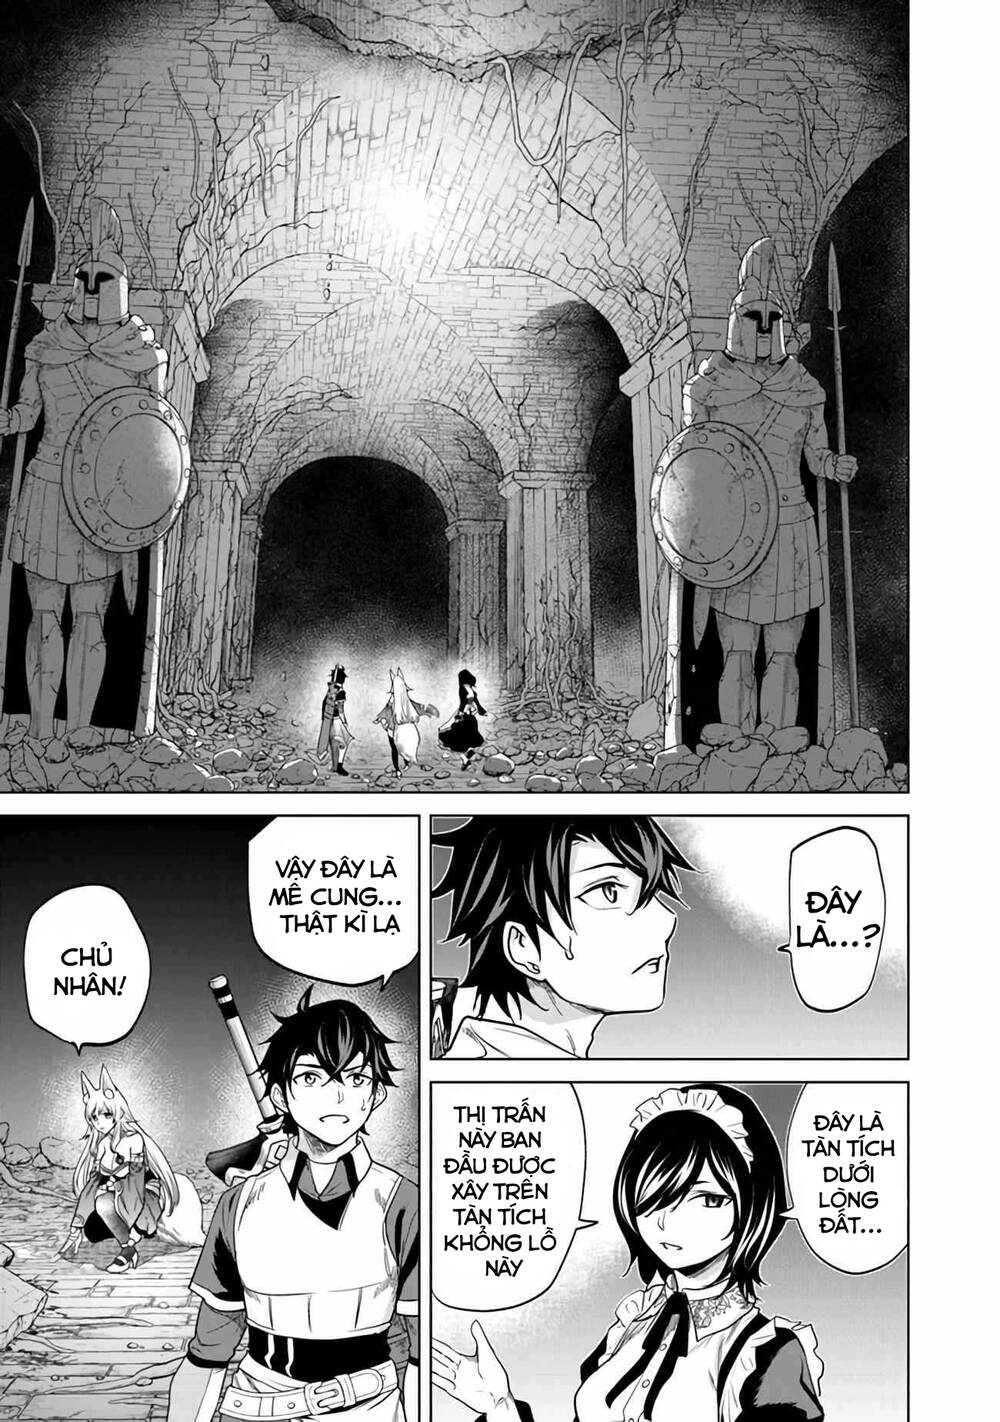 ĐÂY
LÀ...?
ĐÂY LÀ
TÀN TÍCH
DƯỚI
LÒNG
ĐẤT...
THỊ TRẤN
NÀY BAN
ĐẦU ĐƯỢC
XÂY TRÊN
TÀN TÍCH
KHỔNG LỒ
NÀY
VẬY ĐÂY LÀ
MÊ CUNG...
THẬT KÌ LẠ
CHỦ
NHÂN!